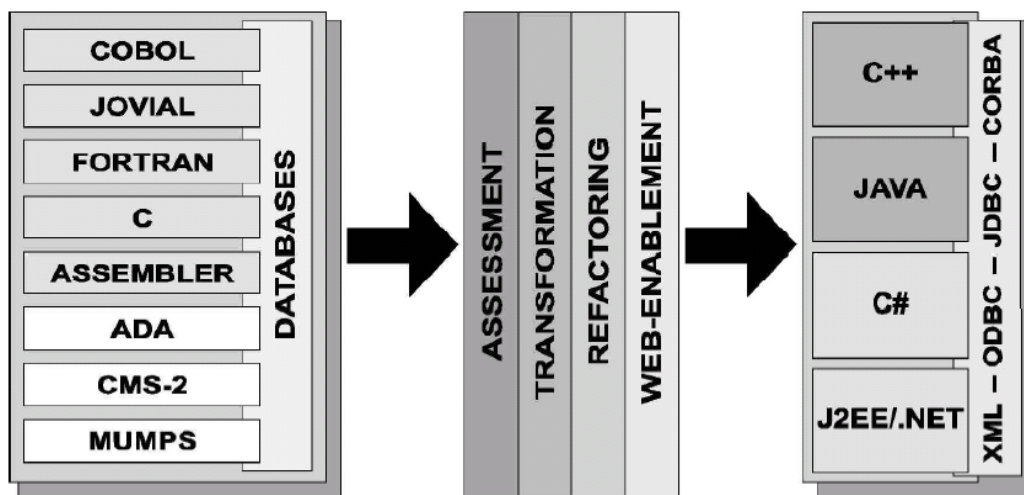 COBOL
JOVIAL
FORTRAN
C
ASSEMBLER
ADA
CMS-2
MUMPS
DATABASES
ASSESSMENT
TRANSFORMATION
REFACTORING
WEB-ENABLEMENT
C++
JAVA
C#
J2EE/.NET
XML – ODBC – JDBC – CORBA